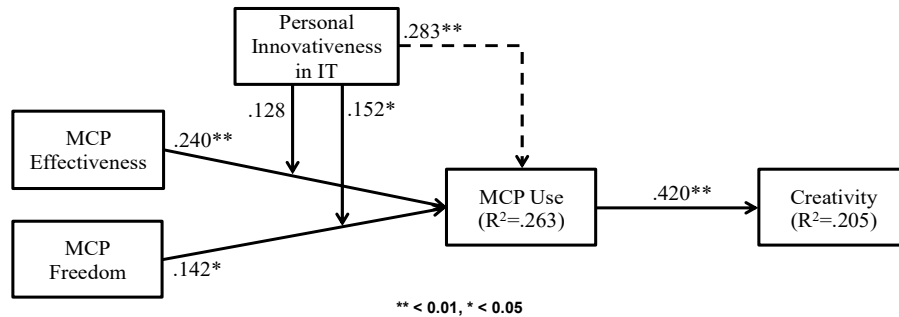 Personal
Innovativeness
in IT
.283**
.128
.152*
MCP
Effectiveness
.240**
MCP Use
(R²=.263)
.420**
Creativity
(R²=.205)
MCP
Freedom
.142*
** < 0.01, * < 0.05